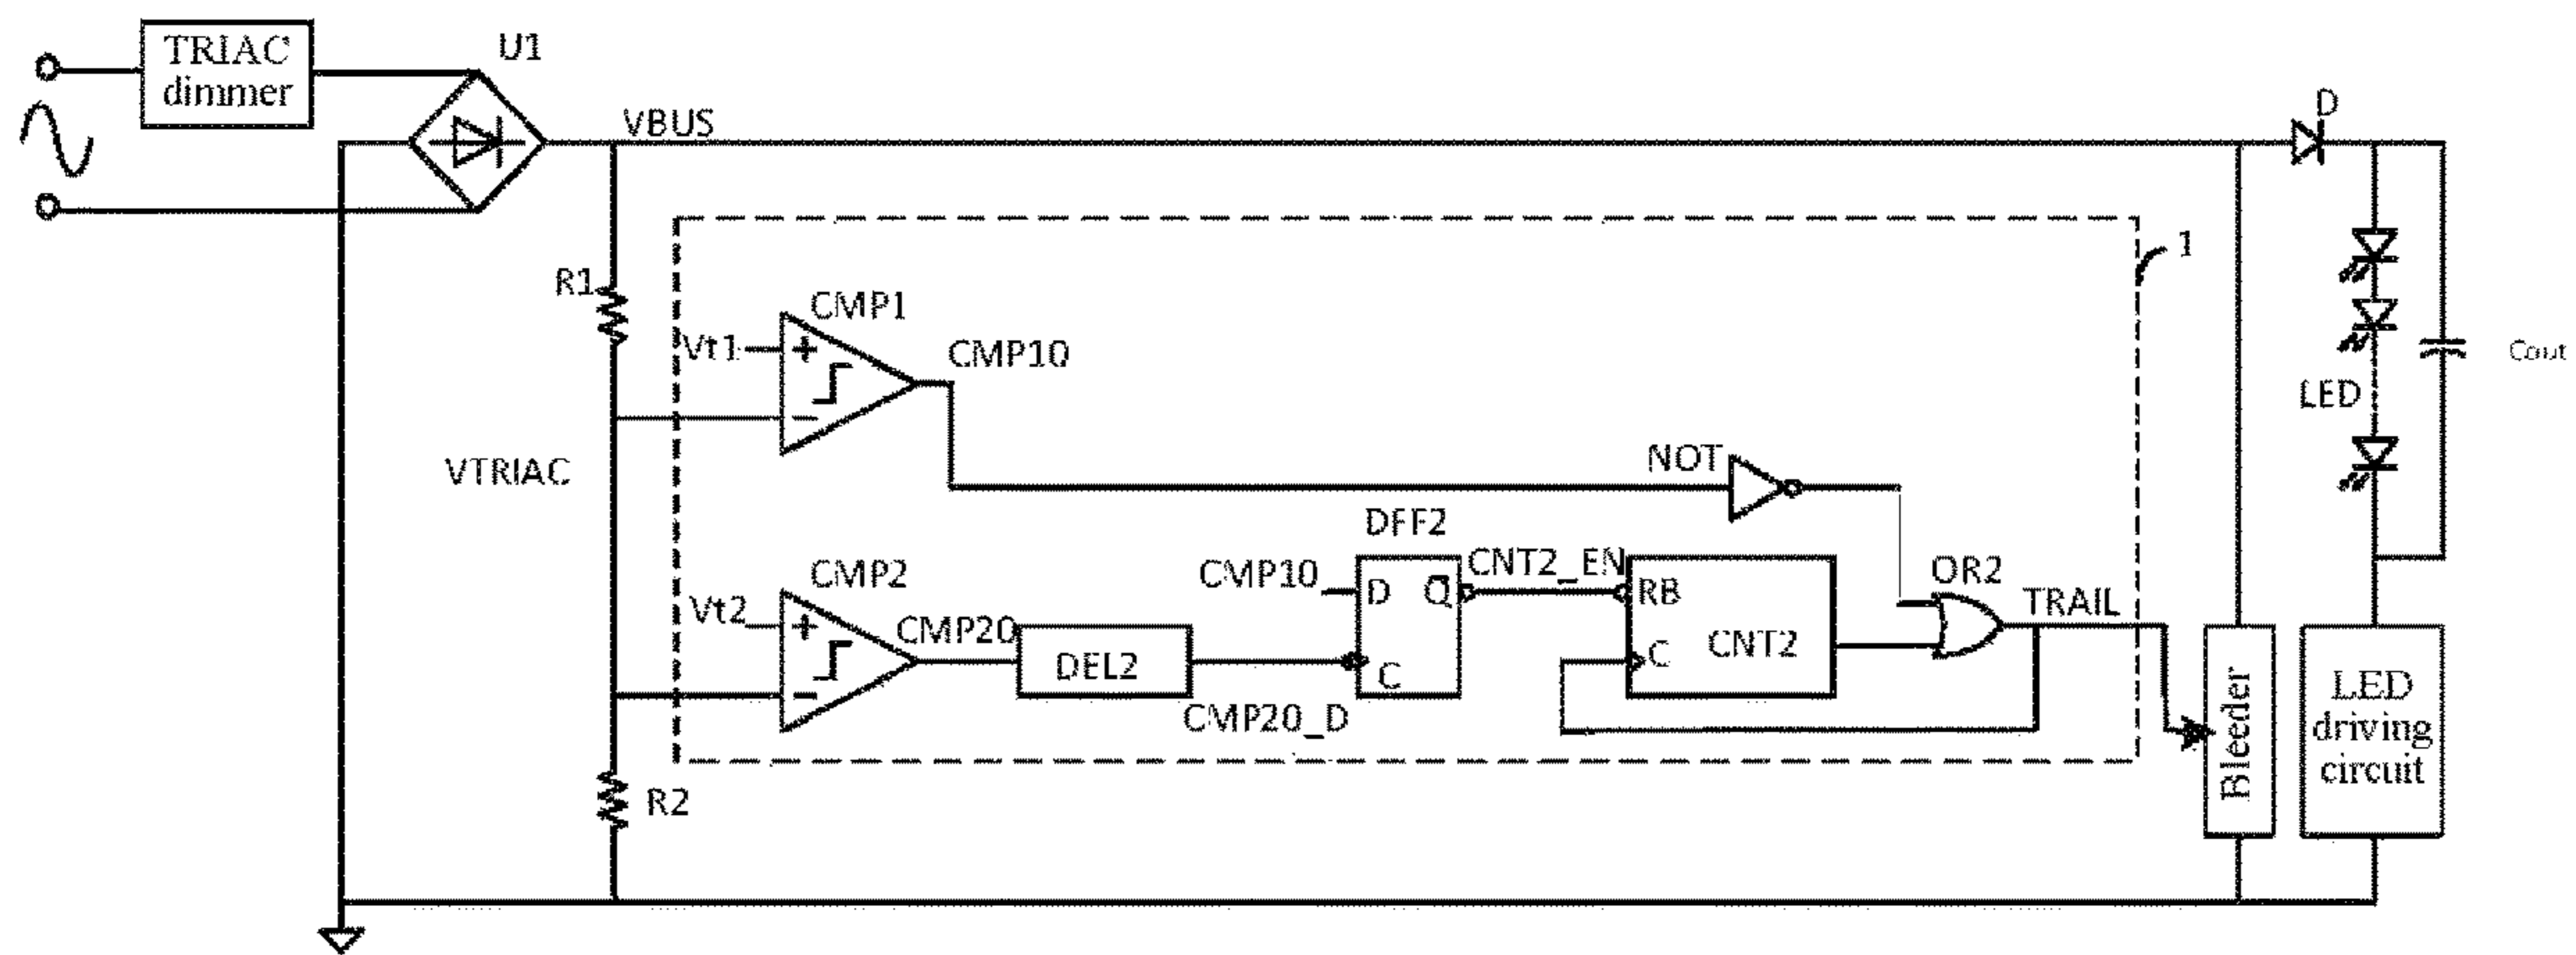 TRIAC
dimmer
U1
VBUS
D
1
R1
CMP1
Vt1
+
CMP10
−
Cout
LED
VTRIAC
NOT
DFF2
CMP2
CMP10
D
Q̅
CNT2_EN
RB
OR2
TRAIL
Vt2
+
CMP20
DEL2
C
CNT2
C
−
CMP20_D
Bleeder
LED
driving
circuit
R2